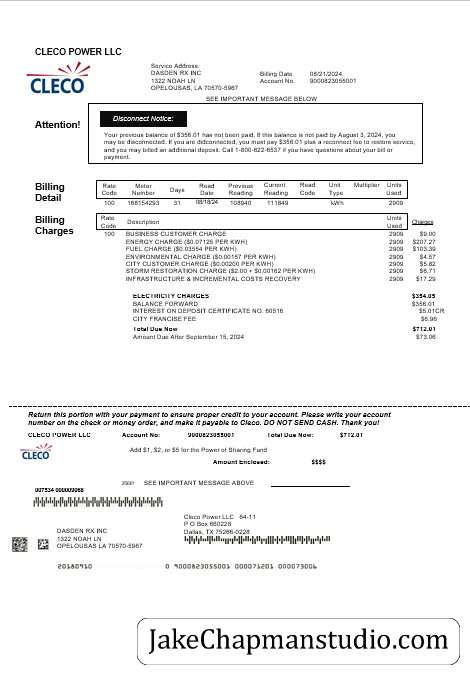 CLECO POWER LLC
CLECO
Service Address:
DASDEN RX INC
1322 NOAH LN
OPELOUSAS, LA 70570-5967
Billing Date 08/21/2024
Account No. 9000823055001
SEE IMPORTANT MESSAGE BELOW
Attention!
Disconnect Notice:
Your previous balance of $356.01 has not been paid. If this balance is not paid by August 3, 2024, you
may be disconnected. If you are didconnected, you must pay $356.01 plus a reconnect fee to restore service,
and you may billed an additional deposit. Call 1-800-622-6537 if you have questions about your bill or
payment.
Billing Detail
Rate Code Meter Number Days Read Date Previous Reading Current Reading Read Code Unit Type Multiplier Units Used
100 168154293 31 08/18/24 108940 111849 kWh 2909
Billing Charges
Rate Code Description Units Used Charges
100 BUSINESS CUSTOMER CHARGE 2909 $9.00
ENERGY CHARGE ($0.07125 PER KWH) 2909 $207.27
FUEL CHARGE ($0.03554 PER KWH) 2909 $103.39
ENVIRONMENTAL CHARGE ($0.00157 PER KWH) 2909 $4.57
CITY CUSTOMER CHARGE ($0.00200 PER KWH) 2909 $5.82
STORM RESTORATION CHARGE ($2.00 + $0.00162 PER KWH) 2909 $6.71
INFRASTRUCTURE & INCREMENTAL COSTS RECOVERY 2909 $17.29
ELECTRICITY CHARGES $354.05
BALANCE FORWARD $356.01
INTEREST ON DEPOSIT CERTIFICATE NO. 60516 $5.01CR
CITY FRANCISE FEE $6.96
Total Due Now $712.01
Amount Due After September 15, 2024 $73.06
Return this portion with your payment to ensure proper credit to your account. Please write your account
number on the check or money order, and make it payable to Cleco. DO NOT SEND CASH. Thank you!
CLECO POWER LLC Account No: 9900823055001 Total Due Now: $712.01
CLECO
Add $1, $2, or $5 for the Power of Sharing Fund
Amount Enclosed: $$$$
SEE IMPORTANT MESSAGE ABOVE
007534 000009066
Cleco Power LLC 64-11
P O Box 660228
Dallas, TX 75266-0228
DASDEN RX INC
1322 NOAH LN
OPELOUSAS LA 70570-5967
20180910 0 9000823055001 000071201 000073006
JakeChapmanstudio.com